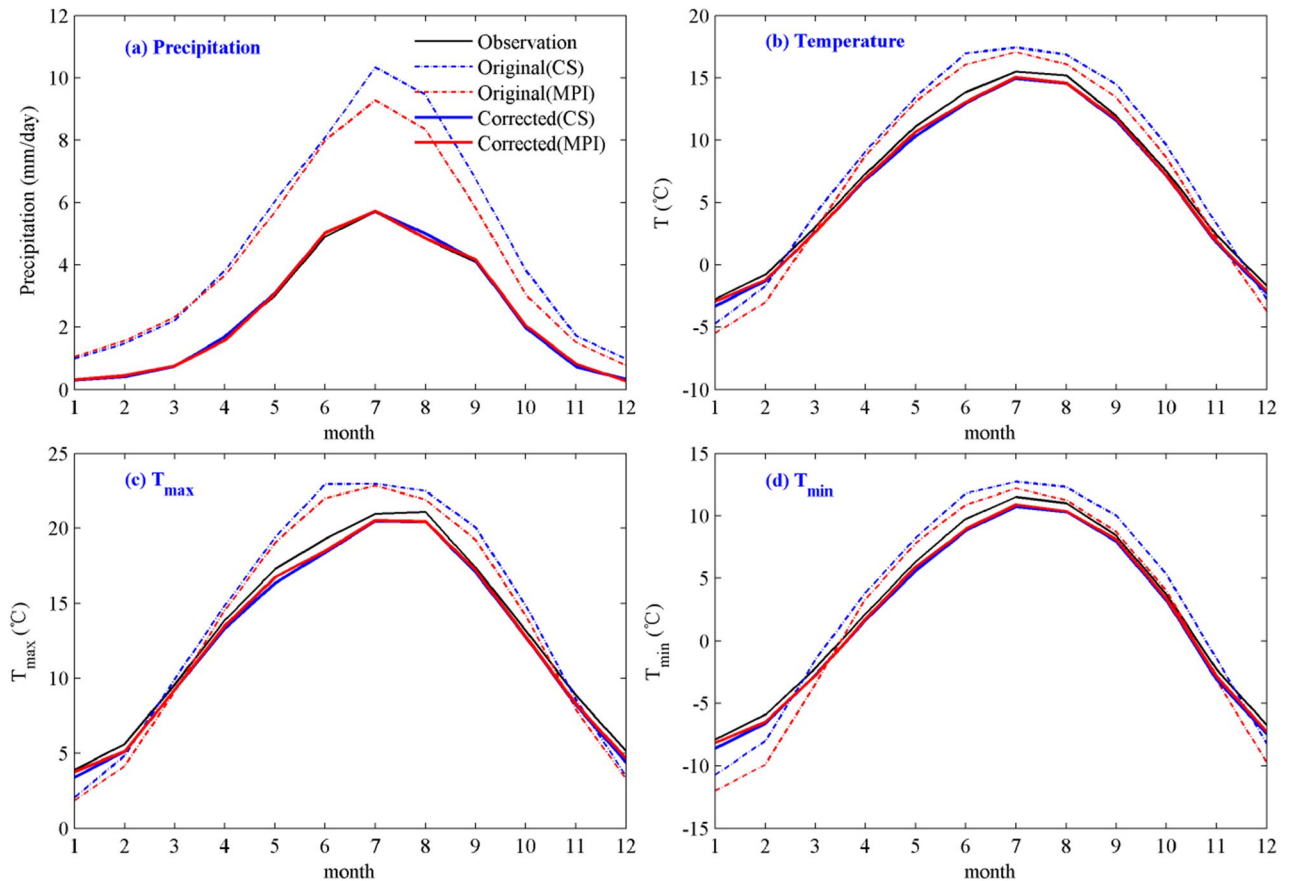 (a) Precipitation
Observation
Original(CS)
Original(MPI)
Corrected(CS)
Corrected(MPI)
Precipitation (mm/day)
12
10
8
6
4
2
0
1 2 3 4 5 6 7 8 9 10 11 12
month
(b) Temperature
T (℃)
20
15
10
5
0
-5
-10
1 2 3 4 5 6 7 8 9 10 11 12
month
(c) Tmax
Tmax (℃)
25
20
15
10
5
0
1 2 3 4 5 6 7 8 9 10 11 12
month
(d) Tmin
Tmin (℃)
15
10
5
0
-5
-10
-15
1 2 3 4 5 6 7 8 9 10 11 12
month